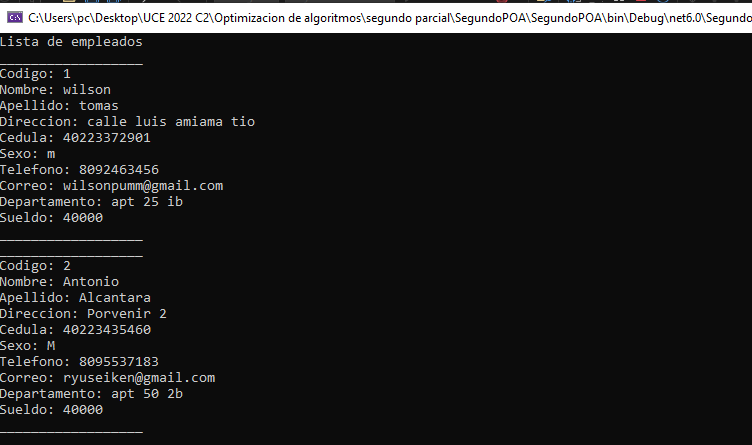 C:\Users\pc\Desktop\UCE 2022 C2\Optimizacion de algoritmos\segundo parcial\SegundoPOA\SegundoPOA\bin\Debug\net6.0\Segundo
Lista de empleados
__________________
Codigo: 1
Nombre: wilson
Apellido: tomas
Direccion: calle luis amiama tio
Cedula: 40223372901
Sexo: m
Telefono: 8092463456
Correo: wilsonpumm@gmail.com
Departamento: apt 25 ib
Sueldo: 40000
__________________
__________________
Codigo: 2
Nombre: Antonio
Apellido: Alcantara
Direccion: Porvenir 2
Cedula: 40223435460
Sexo: M
Telefono: 8095537183
Correo: ryuseiken@gmail.com
Departamento: apt 50 2b
Sueldo: 40000
__________________